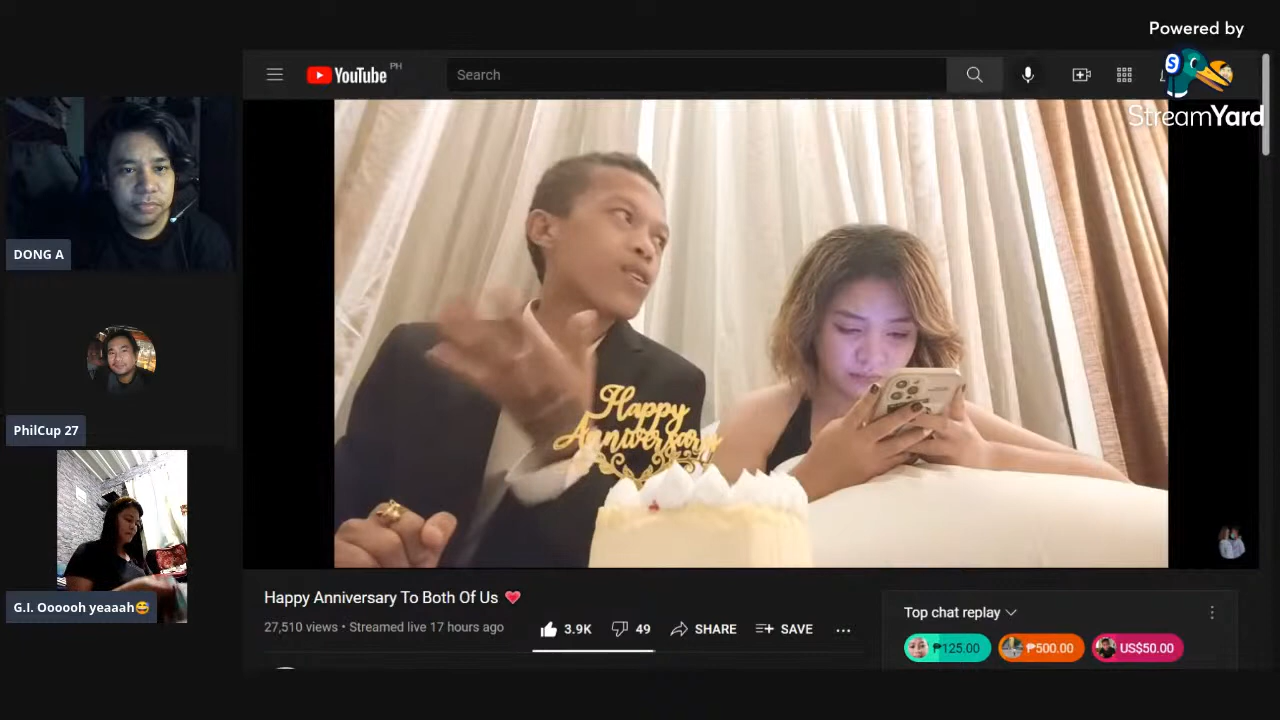 Powered by
StreamYard
YouTube PH
Search
DONG A
PhilCup 27
G.I. Oooooh yeaaah😅
Happy
Anniversary
Happy Anniversary To Both Of Us 💗
27,510 views • Streamed live 17 hours ago
3.9K
49
SHARE
SAVE
Top chat replay
₱125.00
₱500.00
US$50.00